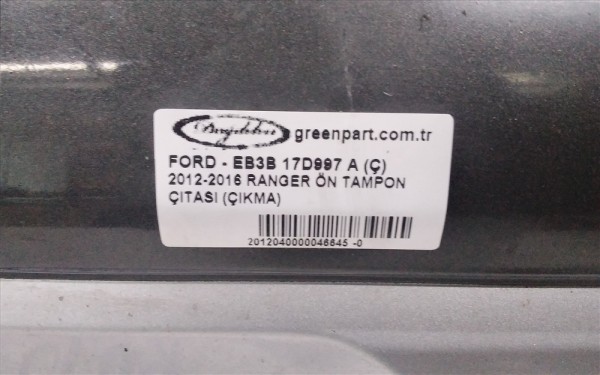 greenpart.com.tr
FORD - EB3B 17D997 A (Ç)
2012-2016 RANGER ÖN TAMPON
ÇITASI (ÇIKMA)
2012040000046645 -0